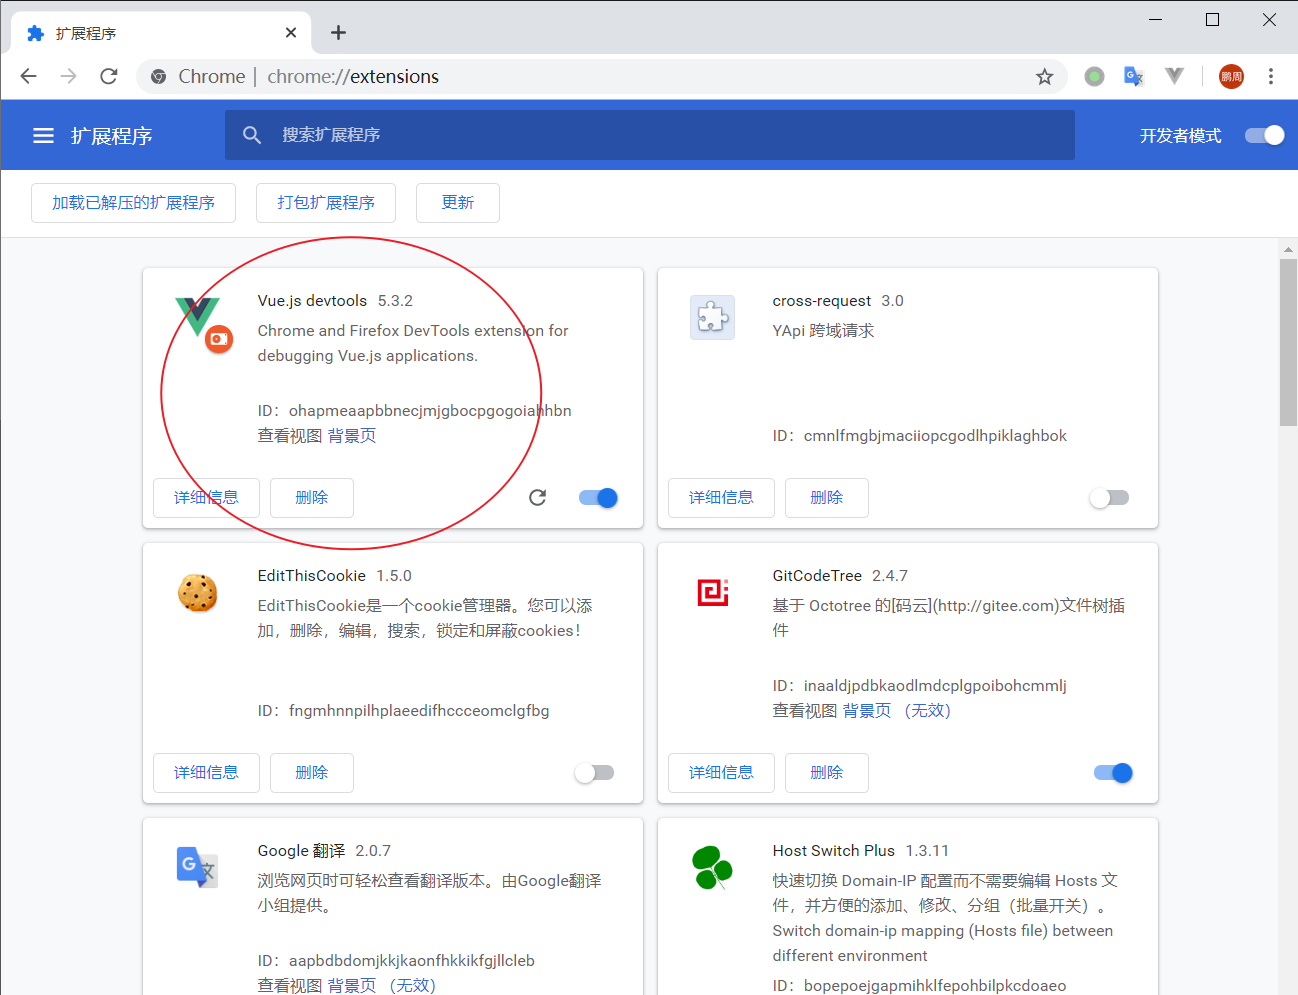 扩展程序
Chrome | chrome://extensions
鹏周
扩展程序
搜索扩展程序
开发者模式
加载已解压的扩展程序
打包扩展程序
更新
Vue.js devtools 5.3.2
Chrome and Firefox DevTools extension for
debugging Vue.js applications.
ID：ohapmeaapbbnecjmjgbocpgogoiahhbn
查看视图 背景页
详细信息
删除
cross-request 3.0
YApi 跨域请求
ID：cmnlfmgbjmaciiopcgodlhpiklaghbok
详细信息
删除
EditThisCookie 1.5.0
EditThisCookie是一个cookie管理器。您可以添
加，删除，编辑，搜索，锁定和屏蔽cookies！
ID：fngmhnnpilhplaeedifhccceomclgfbg
详细信息
删除
GitCodeTree 2.4.7
基于 Octotree 的[码云](http://gitee.com)文件树插
件
ID：inaaldjpdbkaodlmdcplgpoibohcmmlj
查看视图 背景页 （无效）
详细信息
删除
Google 翻译 2.0.7
浏览网页时可轻松查看翻译版本。由Google翻译
小组提供。
ID：aapbdbdomjkkjkaonfhkkikfgjllcleb
查看视图 背景页 （无效）
Host Switch Plus 1.3.11
快速切换 Domain-IP 配置而不需要编辑 Hosts 文
件，并方便的添加、修改、分组（批量开关）。
Switch domain-ip mapping (Hosts file) between
different environment
ID：bopepoejgapmihklfepohbilpkcdoaeo